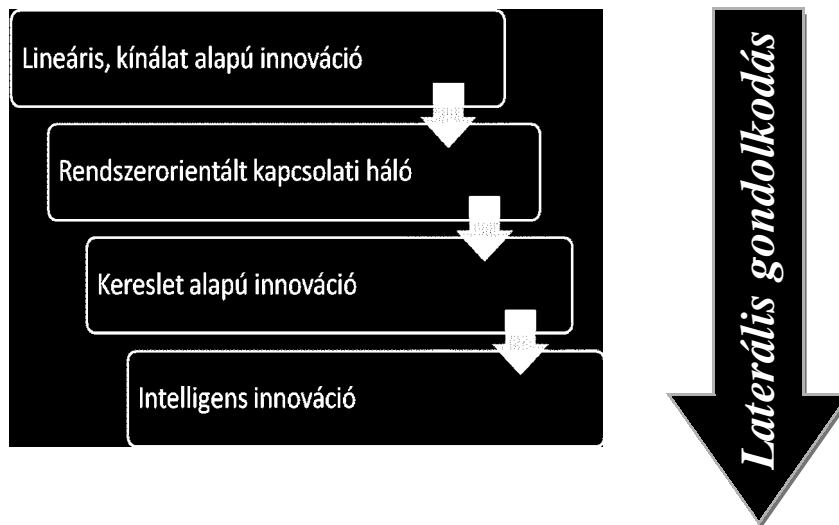 Lineáris, kínálat alapú innováció
Rendszerorientált kapcsolati háló
Kereslet alapú innováció
Intelligens innováció
Laterális gondolkodás